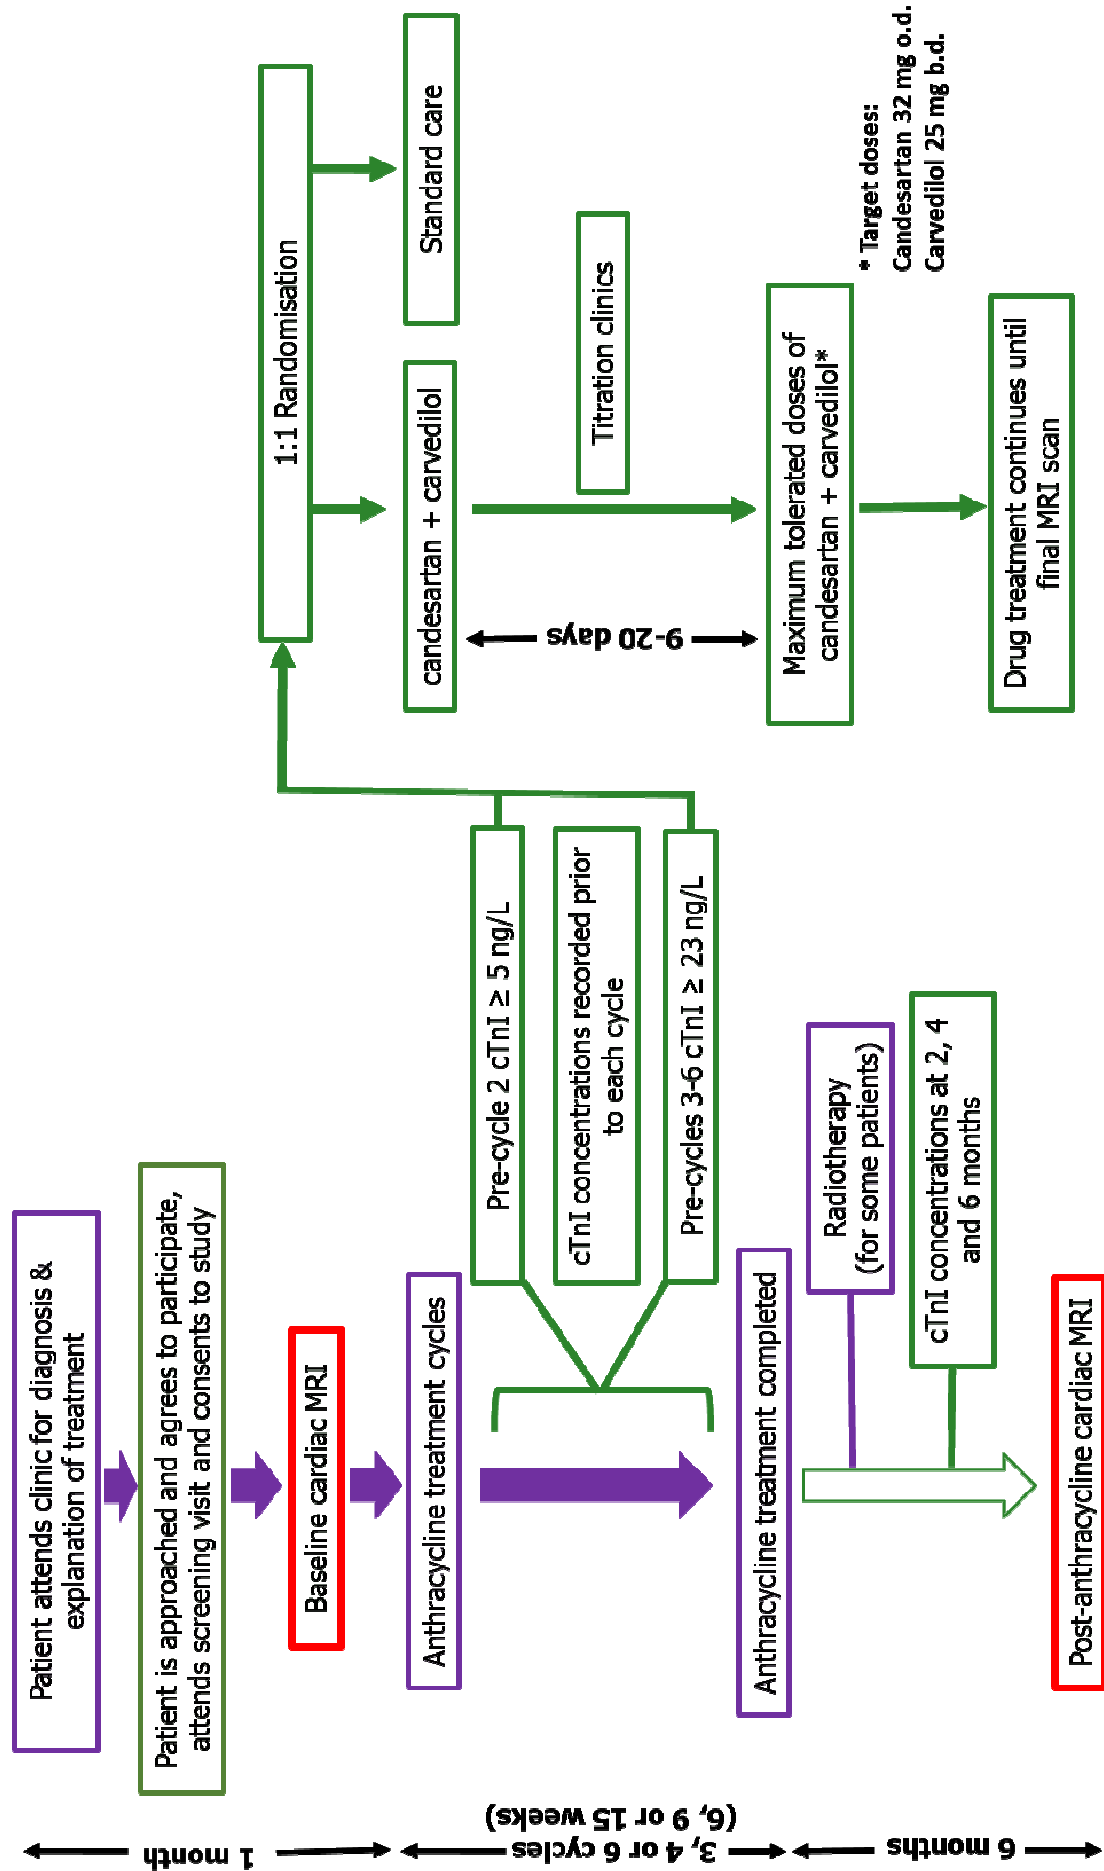 Patient attends clinic for diagnosis &
explanation of treatment
Patient is approached and agrees to participate,
attends screening visit and consents to study
Baseline cardiac MRI
Anthracycline treatment cycles
Pre-cycle 2 cTnI ≥ 5 ng/L
cTnI concentrations recorded prior
to each cycle
Pre-cycles 3-6 cTnI ≥ 23 ng/L
Anthracycline treatment completed
Radiotherapy
(for some patients)
cTnI concentrations at 2, 4
and 6 months
Post-anthracycline cardiac MRI
1 month
3, 4 or 6 cycles
(6, 9 or 15 weeks)
6 months
1:1 Randomisation
candesartan + carvedilol
Standard care
9-20 days
Titration clinics
Maximum tolerated doses of
candesartan + carvedilol*
* Target doses:
Candesartan 32 mg o.d.
Carvedilol 25 mg b.d.
Drug treatment continues until
final MRI scan